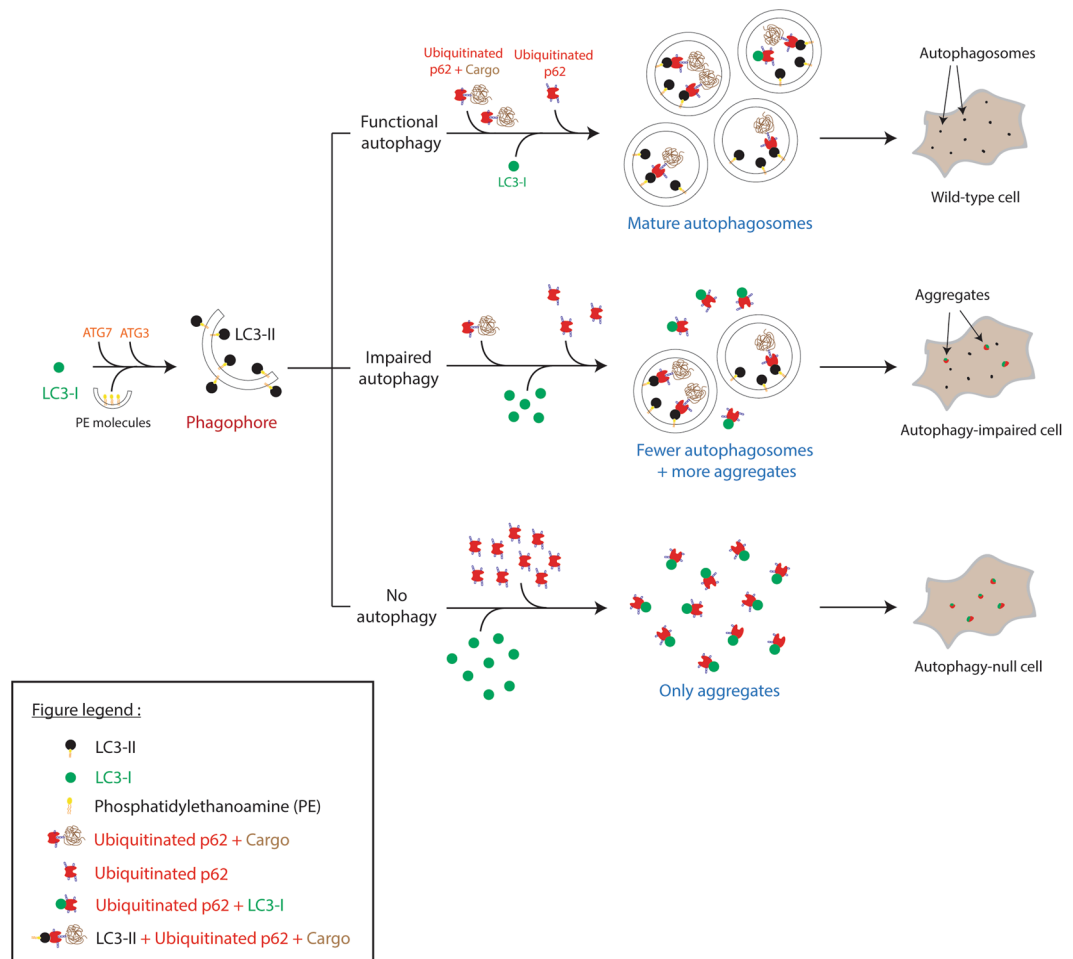 Ubiquitinated
p62 + Cargo
Ubiquitinated
p62
Functional
autophagy
LC3-I
Mature autophagosomes
Autophagosomes
Wild-type cell
ATG7 ATG3
LC3-I
PE molecules
LC3-II
Phagophore
Impaired
autophagy
Fewer autophagosomes
+ more aggregates
Aggregates
Autophagy-impaired cell
No
autophagy
Only aggregates
Autophagy-null cell
Figure legend :
LC3-II
LC3-I
Phosphatidylethanoamine (PE)
Ubiquitinated p62 + Cargo
Ubiquitinated p62
Ubiquitinated p62 + LC3-I
LC3-II + Ubiquitinated p62 + Cargo